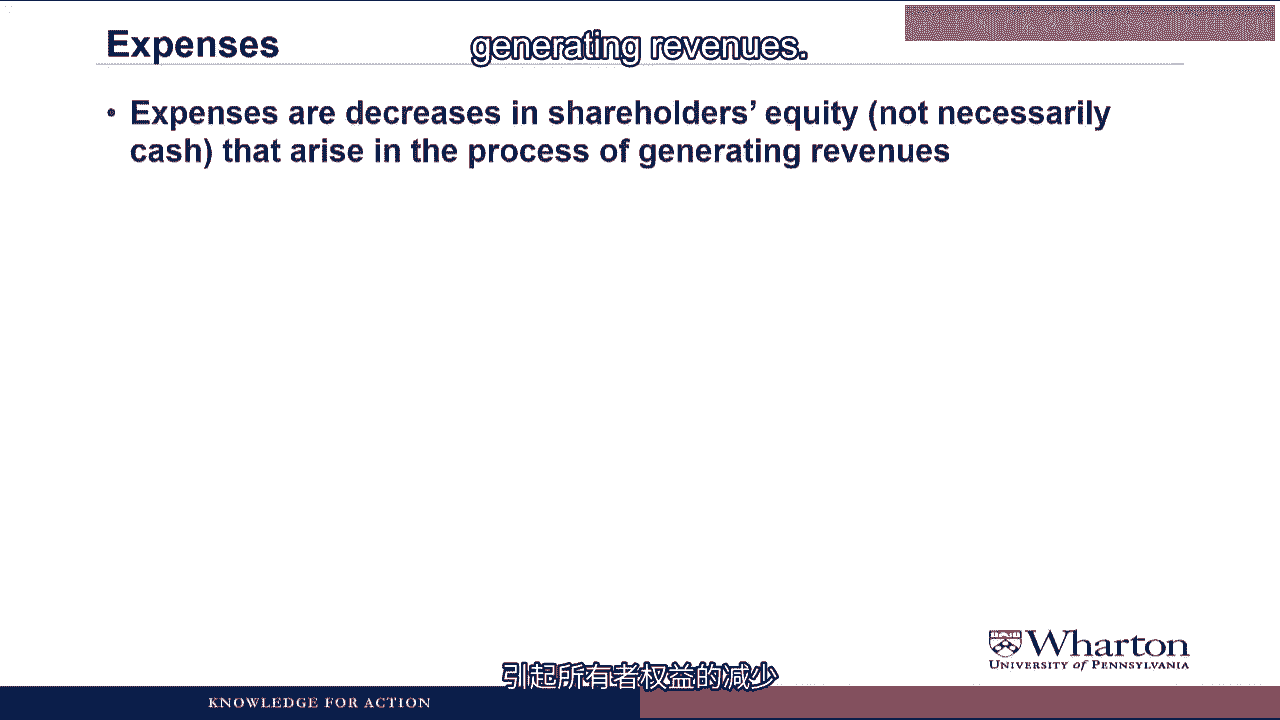 Expenses
generating revenues.
• Expenses are decreases in shareholders’ equity (not necessarily
cash) that arise in the process of generating revenues
Wharton
UNIVERSITY of PENNSYLVANIA
引起所有者权益的减少
KNOWLEDGE FOR ACTION